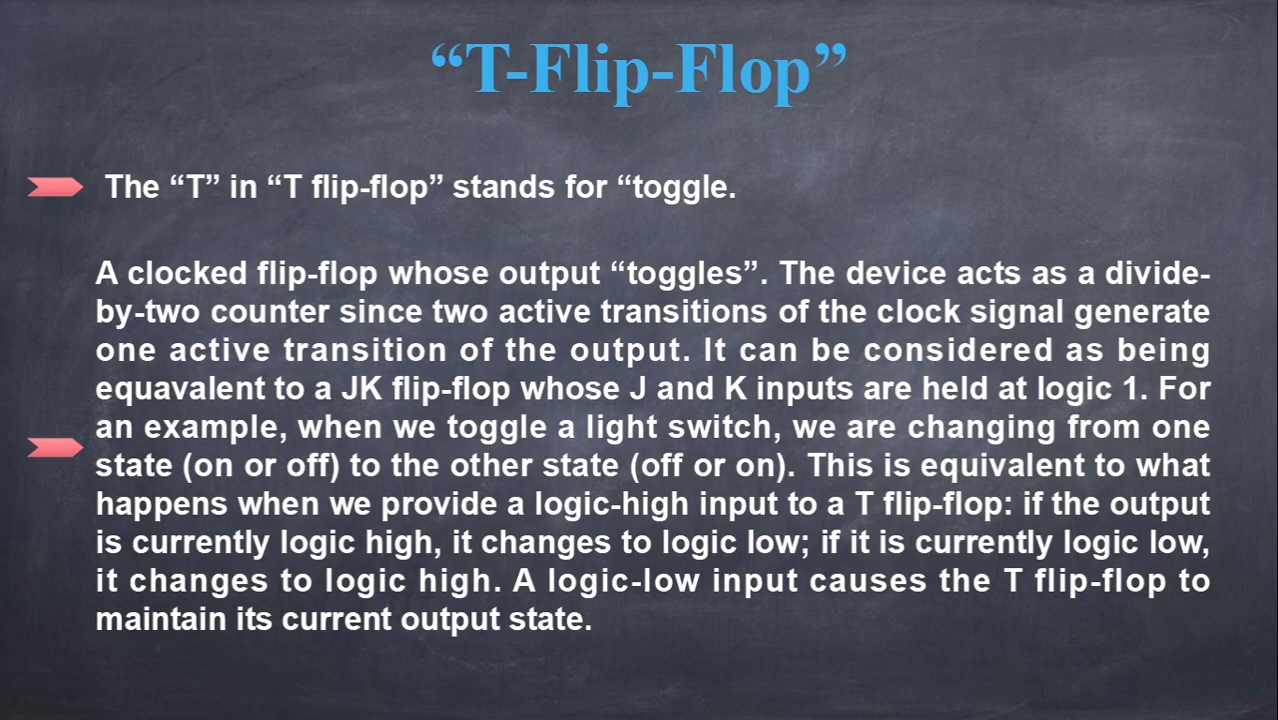 “T-Flip-Flop”
The “T” in “T flip-flop” stands for “toggle.
A clocked flip-flop whose output “toggles”. The device acts as a divide-
by-two counter since two active transitions of the clock signal generate
one active transition of the output. It can be considered as being
equavalent to a JK flip-flop whose J and K inputs are held at logic 1. For
an example, when we toggle a light switch, we are changing from one
state (on or off) to the other state (off or on). This is equivalent to what
happens when we provide a logic-high input to a T flip-flop: if the output
is currently logic high, it changes to logic low; if it is currently logic low,
it changes to logic high. A logic-low input causes the T flip-flop to
maintain its current output state.